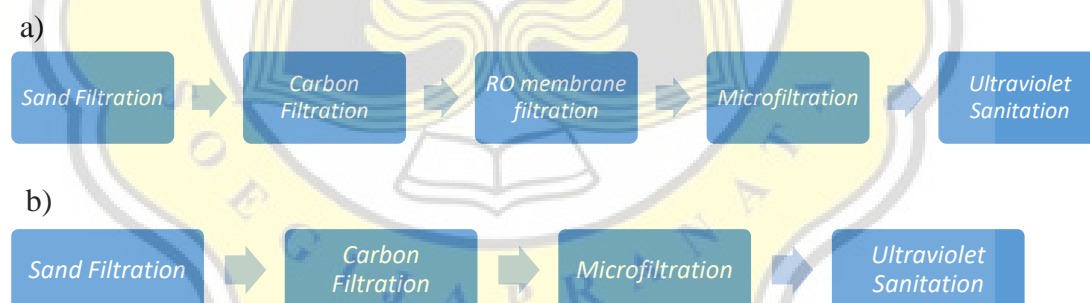 a)
Sand Filtration
Carbon
Filtration
RO membrane
filtration
Microfiltration
Ultraviolet
Sanitation
b)
Sand Filtration
Carbon
Filtration
Microfiltration
Ultraviolet
Sanitation